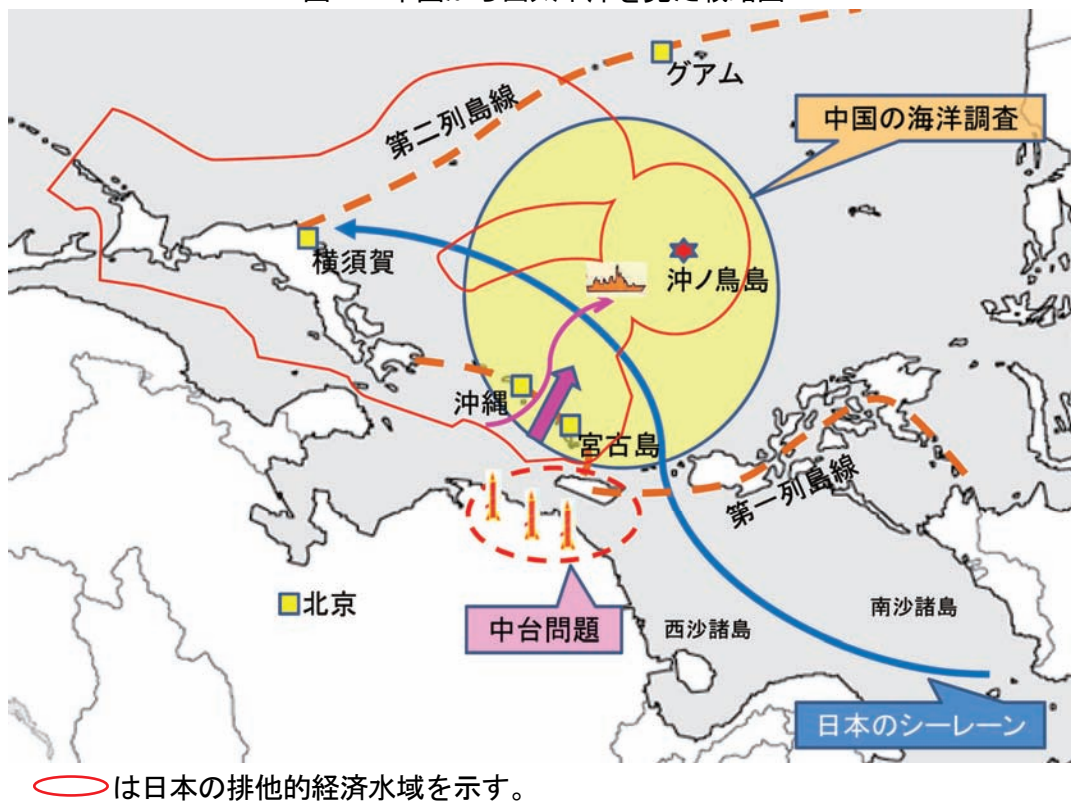 グアム
第二列島線
中国の海洋調査
横須賀
沖ノ鳥島
沖縄
宮古島
第一列島線
北京
中台問題
西沙諸島
南沙諸島
日本のシーレーン
は日本の排他的経済水域を示す。